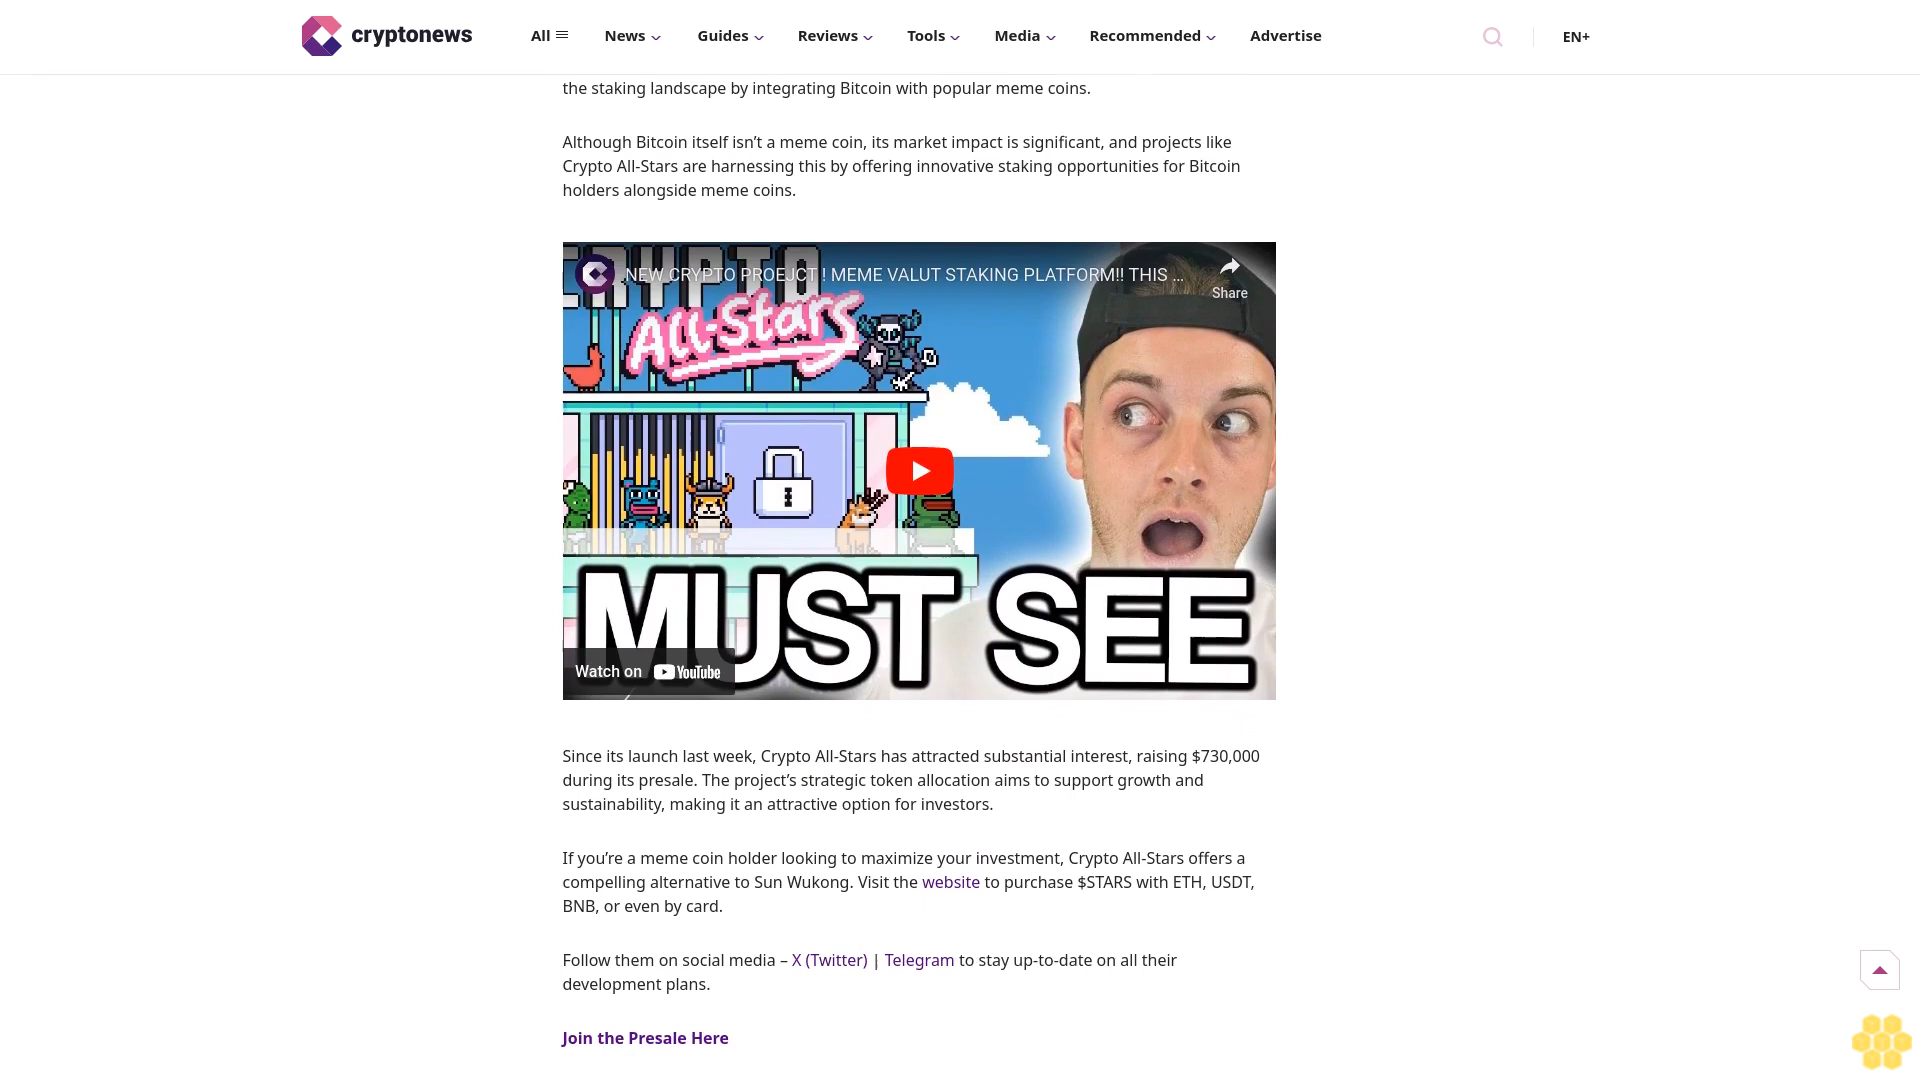 cryptonews
All
News
Guides
Reviews
Tools
Media
Recommended
Advertise
EN+
the staking landscape by integrating Bitcoin with popular meme coins.
Although Bitcoin itself isn’t a meme coin, its market impact is significant, and projects like
Crypto All-Stars are harnessing this by offering innovative staking opportunities for Bitcoin
holders alongside meme coins.
NEW CRYPTO PROEJCT ! MEME VALUT STAKING PLATFORM!! THIS ...
Share
CRYPTO
All-Stars
MUST SEE
Watch on YouTube
Since its launch last week, Crypto All-Stars has attracted substantial interest, raising $730,000
during its presale. The project’s strategic token allocation aims to support growth and
sustainability, making it an attractive option for investors.
If you’re a meme coin holder looking to maximize your investment, Crypto All-Stars offers a
compelling alternative to Sun Wukong. Visit the website to purchase $STARS with ETH, USDT,
BNB, or even by card.
Follow them on social media – X (Twitter) | Telegram to stay up-to-date on all their
development plans.
Join the Presale Here